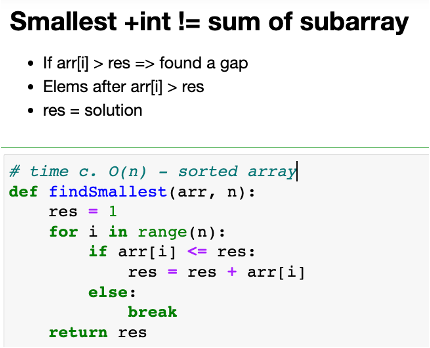 Smallest +int != sum of subarray
• If arr[i] > res => found a gap
• Elems after arr[i] > res
• res = solution
# time c. O(n) - sorted array
def findSmallest(arr, n):
    res = 1
    for i in range(n):
        if arr[i] <= res:
            res = res + arr[i]
        else:
            break
    return res